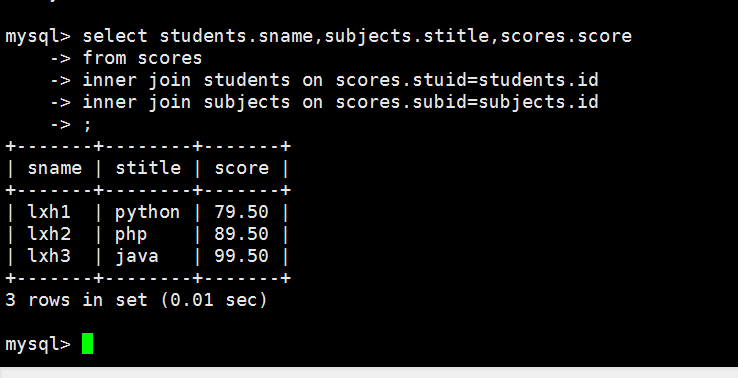 mysql> select students.sname,subjects.stitle,scores.score
    -> from scores
    -> inner join students on scores.stuid=students.id
    -> inner join subjects on scores.subid=subjects.id
    -> ;
+-------+--------+-------+
| sname | stitle | score |
+-------+--------+-------+
| lxh1  | python | 79.50 |
| lxh2  | php    | 89.50 |
| lxh3  | java   | 99.50 |
+-------+--------+-------+
3 rows in set (0.01 sec)
mysql>